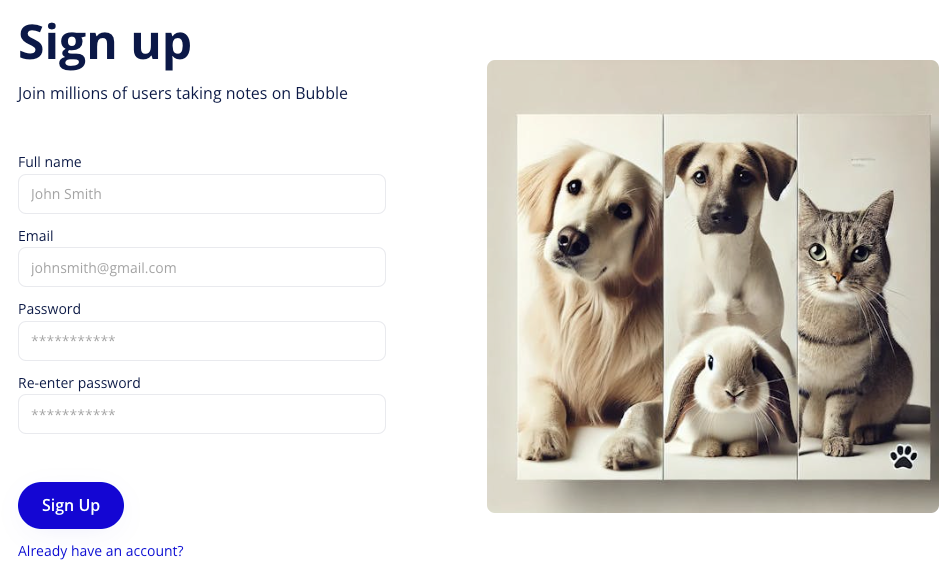 Sign up
Join millions of users taking notes on Bubble
Full name
John Smith
Email
johnsmith@gmail.com
Password
***********
Re-enter password
***********
Sign Up
Already have an account?